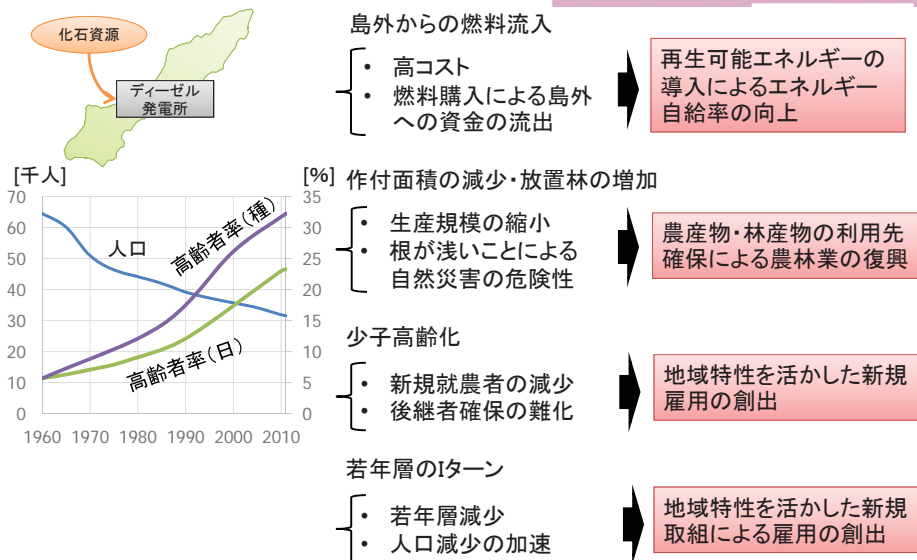 化石資源
ディーゼル
発電所
島外からの燃料流入
・ 高コスト
・ 燃料購入による島外
への資金の流出
再生可能エネルギーの
導入によるエネルギー
自給率の向上
[千人]
[%]
70
60
50
40
30
20
10
0
35
30
25
20
15
10
5
0
1960 1970 1980 1990 2000 2010
人口
高齢者率(種)
高齢者率(日)
作付面積の減少・放置林の増加
・ 生産規模の縮小
・ 根が浅いことによる
自然災害の危険性
農産物・林産物の利用先
確保による農林業の復興
少子高齢化
・ 新規就農者の減少
・ 後継者確保の難化
地域特性を活かした新規
雇用の創出
若年層のIターン
・ 若年層減少
・ 人口減少の加速
地域特性を活かした新規
取組による雇用の創出